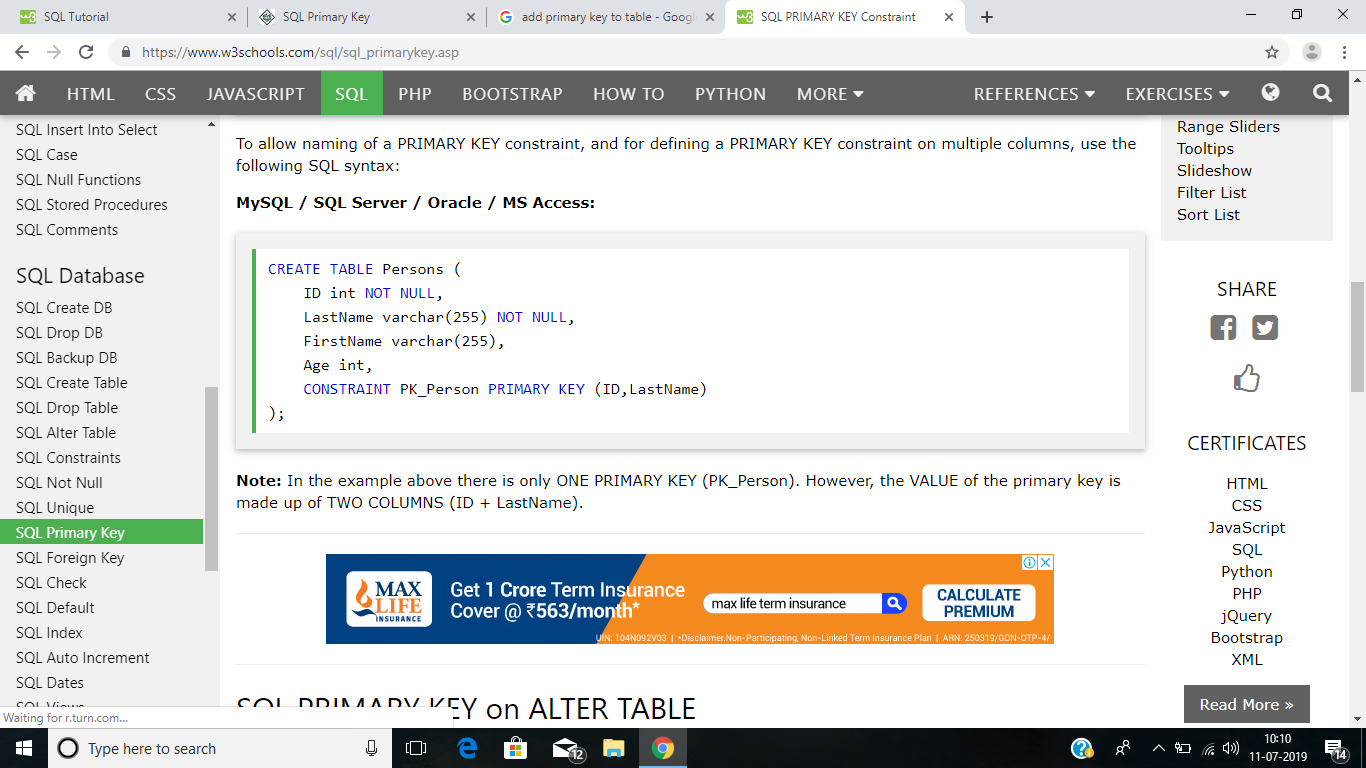 SQL Tutorial
SQL Primary Key
add primary key to table - Googl
SQL PRIMARY KEY Constraint
https://www.w3schools.com/sql/sql_primarykey.asp
HTML CSS JAVASCRIPT SQL PHP BOOTSTRAP HOW TO PYTHON MORE REFERENCES EXERCISES
SQL Insert Into Select
SQL Case
SQL Null Functions
SQL Stored Procedures
SQL Comments
SQL Database
SQL Create DB
SQL Drop DB
SQL Backup DB
SQL Create Table
SQL Drop Table
SQL Alter Table
SQL Constraints
SQL Not Null
SQL Unique
SQL Primary Key
SQL Foreign Key
SQL Check
SQL Default
SQL Index
SQL Auto Increment
SQL Dates
SQL Views
Waiting for r.turn.com...
To allow naming of a PRIMARY KEY constraint, and for defining a PRIMARY KEY constraint on multiple columns, use the
following SQL syntax:
MySQL / SQL Server / Oracle / MS Access:
CREATE TABLE Persons (
    ID int NOT NULL,
    LastName varchar(255) NOT NULL,
    FirstName varchar(255),
    Age int,
    CONSTRAINT PK_Person PRIMARY KEY (ID,LastName)
);
Note: In the example above there is only ONE PRIMARY KEY (PK_Person). However, the VALUE of the primary key is
made up of TWO COLUMNS (ID + LastName).
MAX
LIFE
INSURANCE
Get 1 Crore Term Insurance
Cover @ ₹563/month*
max life term insurance
CALCULATE
PREMIUM
UIN: 104N092V03 | *Disclaimer.Non-Participating, Non-Linked Term Insurance Plan | ARN: 250319/GDN-OTP-4/
SQL PRIMARY KEY on ALTER TABLE
Range Sliders
Tooltips
Slideshow
Filter List
Sort List
SHARE
CERTIFICATES
HTML
CSS
JavaScript
SQL
Python
PHP
jQuery
Bootstrap
XML
Read More »
Type here to search
12
10:10
11-07-2019
14